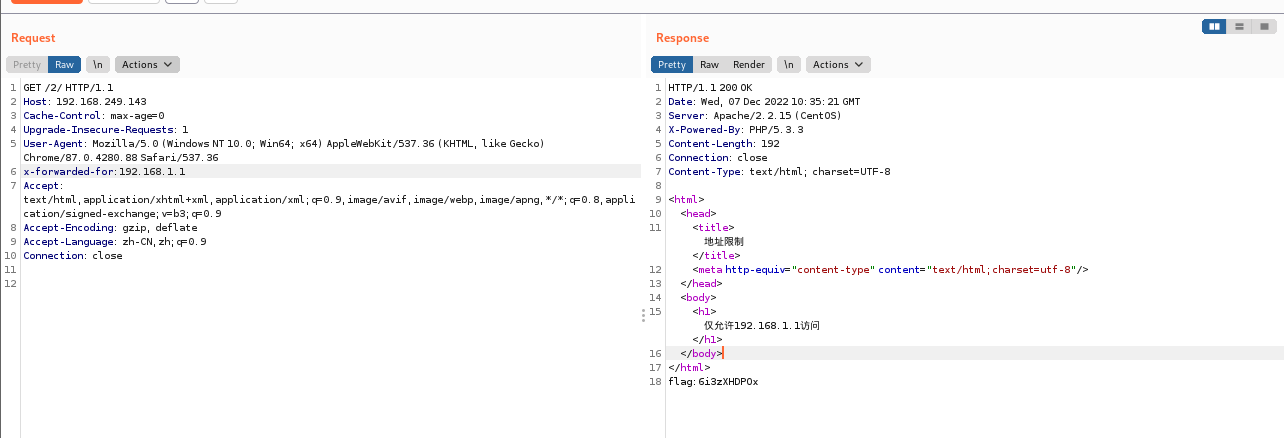 Request
Pretty Raw \n Actions
1 GET /2/ HTTP/1.1
2 Host: 192.168.249.143
3 Cache-Control: max-age=0
4 Upgrade-Insecure-Requests: 1
5 User-Agent: Mozilla/5.0 (Windows NT 10.0; Win64; x64) AppleWebKit/537.36 (KHTML, like Gecko)
Chrome/87.0.4280.88 Safari/537.36
6 x-forwarded-for:192.168.1.1
7 Accept:
text/html,application/xhtml+xml,application/xml;q=0.9,image/avif,image/webp,image/apng,*/*;q=0.8,appli
cation/signed-exchange;v=b3;q=0.9
8 Accept-Encoding: gzip, deflate
9 Accept-Language: zh-CN,zh;q=0.9
10 Connection: close
11
12
Response
Pretty Raw Render \n Actions
1 HTTP/1.1 200 OK
2 Date: Wed, 07 Dec 2022 10:35:21 GMT
3 Server: Apache/2.2.15 (CentOS)
4 X-Powered-By: PHP/5.3.3
5 Content-Length: 192
6 Connection: close
7 Content-Type: text/html; charset=UTF-8
8
9 <html>
10 <head>
11 <title>
地址限制
</title>
12 <meta http-equiv="content-type" content="text/html;charset=utf-8"/>
13 </head>
14 <body>
15 <h1>
仅允许192.168.1.1访问
</h1>
16 </body>
17 </html>
18 flag:6i3zXHDPOx